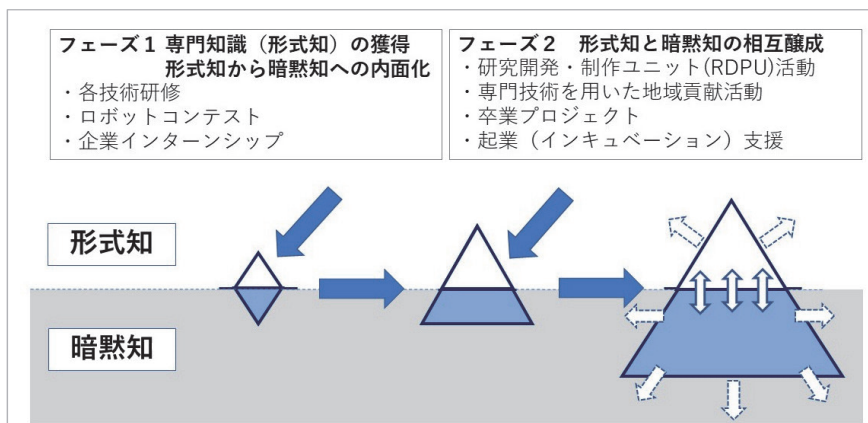 フェーズ１ 専門知識（形式知）の獲得
形式知から暗黙知への内面化
・各技術研修
・ロボットコンテスト
・企業インターンシップ
フェーズ２　形式知と暗黙知の相互醸成
・研究開発・制作ユニット(RDPU)活動
・専門技術を用いた地域貢献活動
・卒業プロジェクト
・起業（インキュベーション）支援
形式知
暗黙知